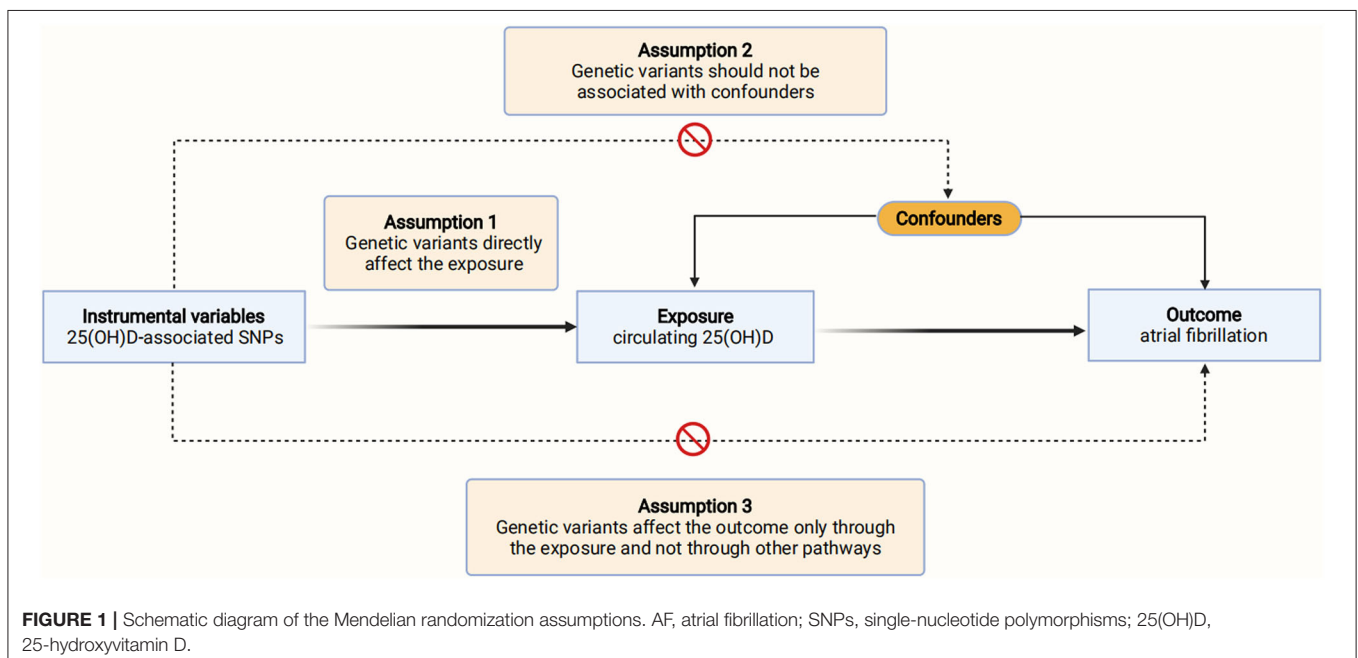 Assumption 2
Genetic variants should not be
associated with confounders
Confounders
Assumption 1
Genetic variants directly
affect the exposure
Instrumental variables
25(OH)D-associated SNPs
Exposure
circulating 25(OH)D
Outcome
atrial fibrillation
Assumption 3
Genetic variants affect the outcome only through
the exposure and not through other pathways
FIGURE 1 | Schematic diagram of the Mendelian randomization assumptions. AF, atrial fibrillation; SNPs, single-nucleotide polymorphisms; 25(OH)D,
25-hydroxyvitamin D.